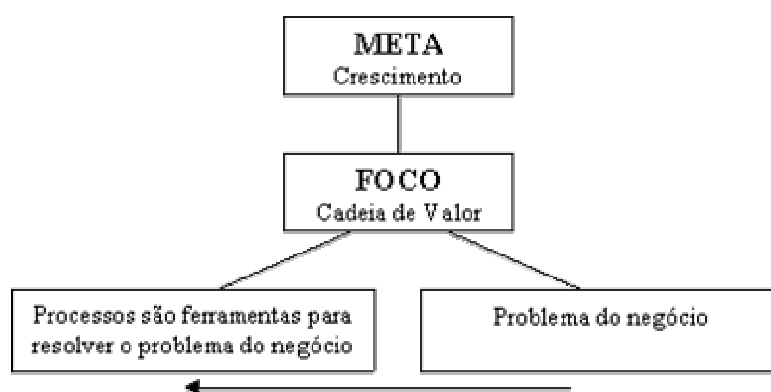 META
Crescimento
FOCO
Cadeia de Valor
Processos são ferramentas para
resolver o problema do negócio
Problema do negócio